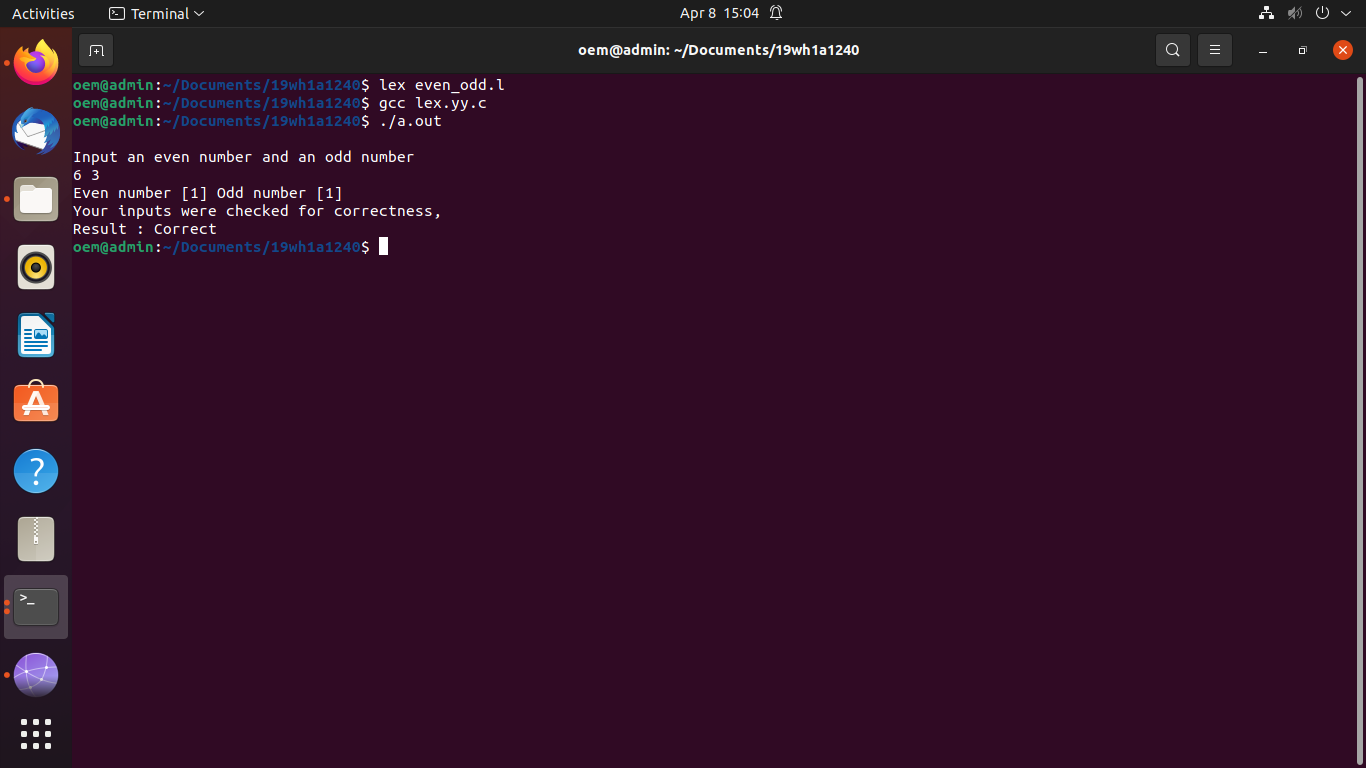 Activities
Terminal
Apr 8 15:04
oem@admin: ~/Documents/19wh1a1240
oem@admin:~/Documents/19wh1a1240$ lex even_odd.l
oem@admin:~/Documents/19wh1a1240$ gcc lex.yy.c
oem@admin:~/Documents/19wh1a1240$ ./a.out
Input an even number and an odd number
6 3
Even number [1] Odd number [1]
Your inputs were checked for correctness,
Result : Correct
oem@admin:~/Documents/19wh1a1240$